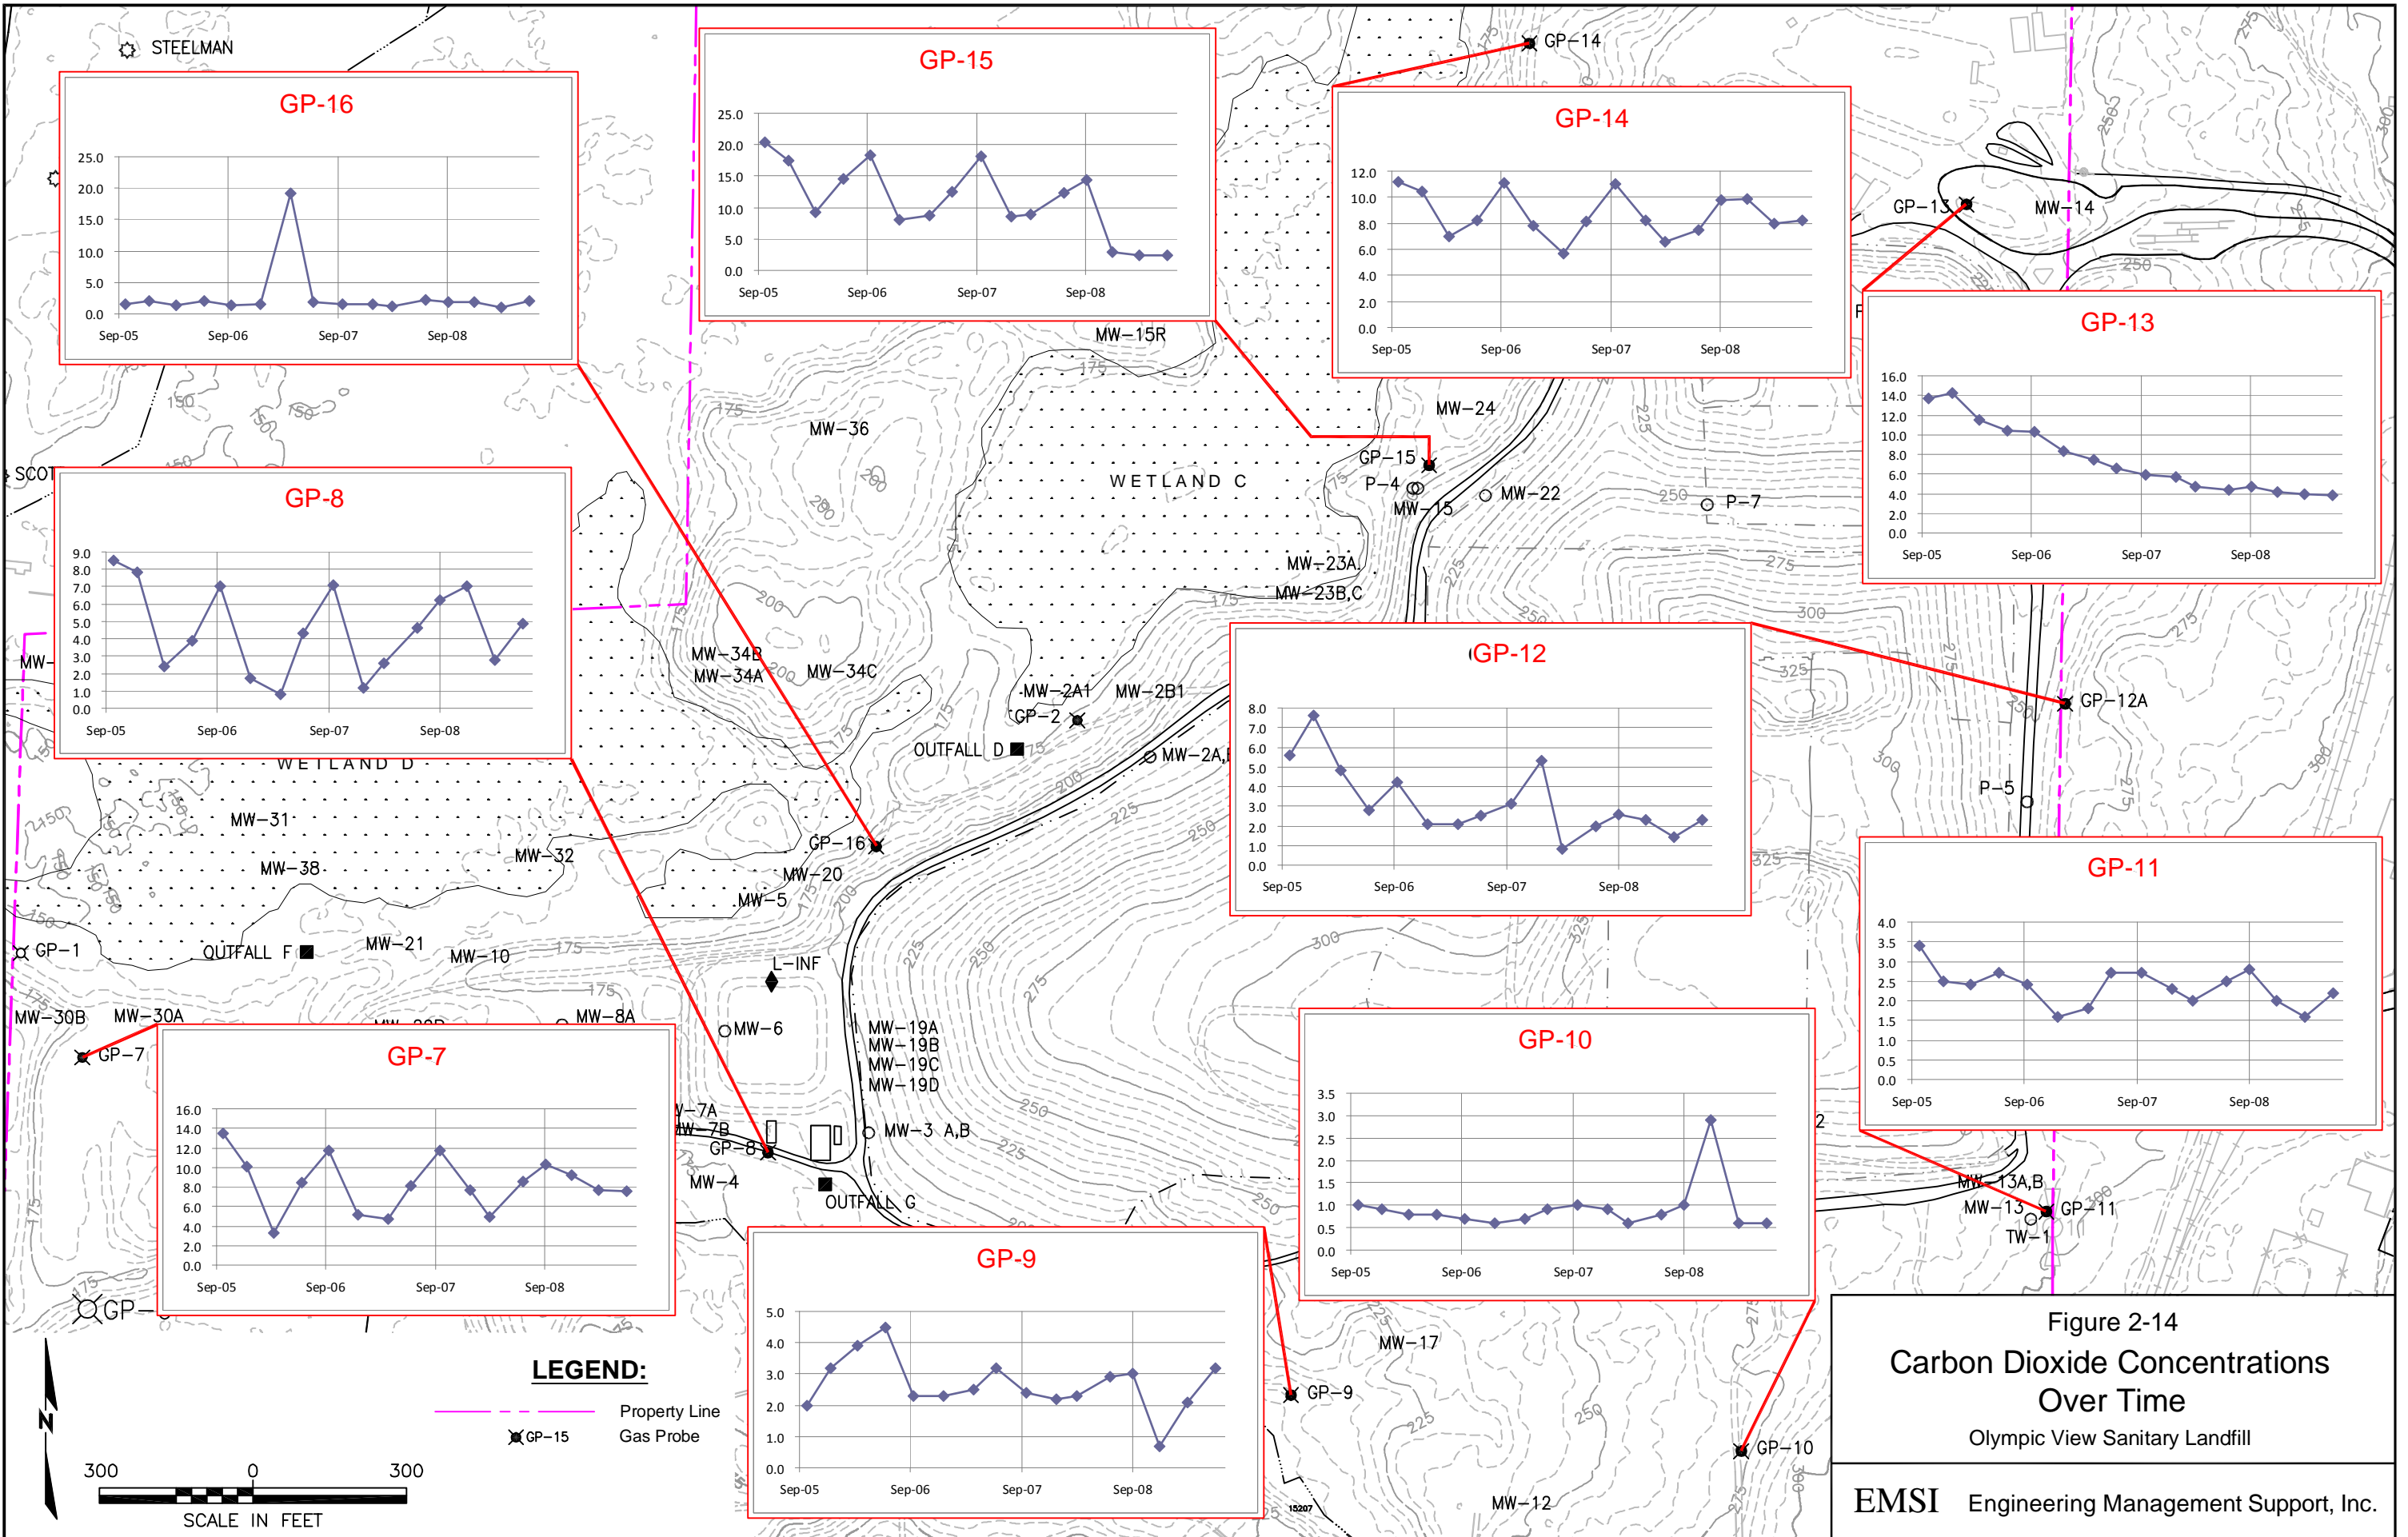 STEELMAN
GP-16
25.0
20.0
15.0
10.0
5.0
0.0
Sep-05 Sep-06 Sep-07 Sep-08
GP-15
25.0
20.0
15.0
10.0
5.0
0.0
Sep-05 Sep-06 Sep-07 Sep-08
GP-14
GP-14
12.0
10.0
8.0
6.0
4.0
2.0
0.0
Sep-05 Sep-06 Sep-07 Sep-08
GP-13
MW-14
GP-13
16.0
14.0
12.0
10.0
8.0
6.0
4.0
2.0
0.0
Sep-05 Sep-06 Sep-07 Sep-08
MW-15R
MW-36
MW-24
GP-15
P-4
MW-15
MW-22
P-7
WETLAND C
MW-23A
MW-23B,C
GP-8
9.0
8.0
7.0
6.0
5.0
4.0
3.0
2.0
1.0
0.0
Sep-05 Sep-06 Sep-07 Sep-08
MW-34B
MW-34A
MW-34C
MW-2A1
MW-2B1
GP-2
OUTFALL D
GP-12
8.0
7.0
6.0
5.0
4.0
3.0
2.0
1.0
0.0
Sep-05 Sep-06 Sep-07 Sep-08
GP-12A
P-5
WETLAND D
MW-31
MW-38
MW-32
GP-16
MW-20
MW-5
GP-1
OUTFALL F
MW-21
MW-10
L-INF
MW-30B
MW-30A
MW-8A
MW-6
GP-7
MW-19A
MW-19B
MW-19C
MW-19D
MW-3 A,B
GP-8
MW-4
OUTFALL G
GP-7
16.0
14.0
12.0
10.0
8.0
6.0
4.0
2.0
0.0
Sep-05 Sep-06 Sep-07 Sep-08
GP-11
4.0
3.5
3.0
2.5
2.0
1.5
1.0
0.5
0.0
Sep-05 Sep-06 Sep-07 Sep-08
GP-10
3.5
3.0
2.5
2.0
1.5
1.0
0.5
0.0
Sep-05 Sep-06 Sep-07 Sep-08
MW-13A,B
MW-13
GP-11
TW-1
GP-9
5.0
4.0
3.0
2.0
1.0
0.0
Sep-05 Sep-06 Sep-07 Sep-08
MW-17
GP-9
GP-10
MW-12
15207
N
300 0 300
SCALE IN FEET
LEGEND:
Property Line
GP-15 Gas Probe
Figure 2-14
Carbon Dioxide Concentrations
Over Time
Olympic View Sanitary Landfill
EMSI Engineering Management Support, Inc.